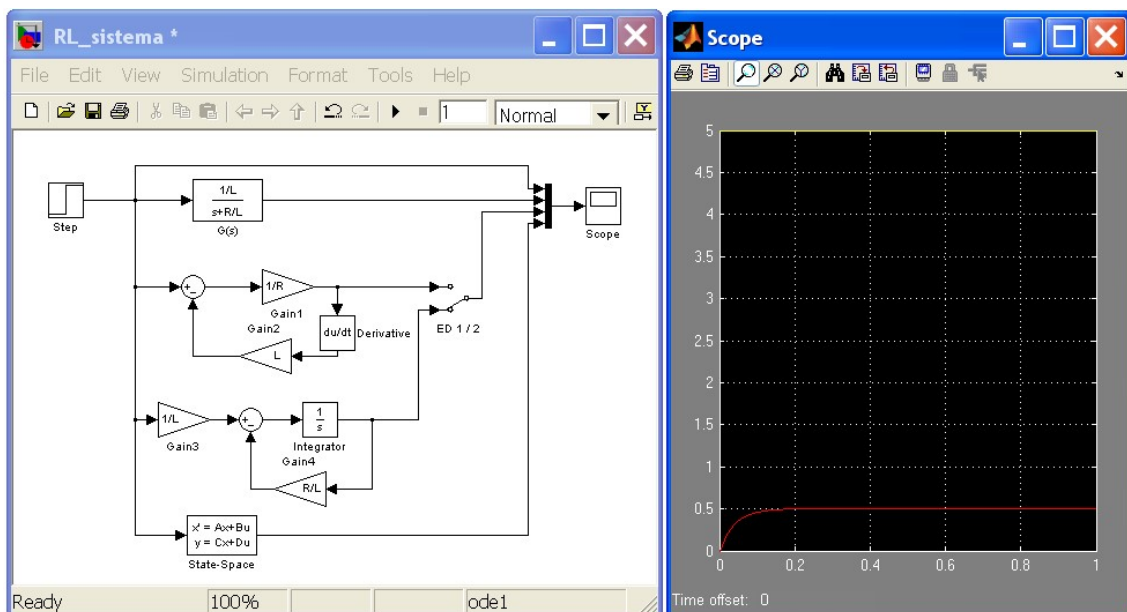 RL_sistema *
File Edit View Simulation Format Tools Help
1 Normal
Step
1/L
s+R/L
G(s)
Scope
+
-
1/R
Gain1
Gain2
du/dt Derivative
ED 1 / 2
L
1/L
Gain3
+
-
1
s
Integrator
Gain4
R/L
x' = Ax+Bu
y = Cx+Du
State-Space
Ready 100% ode1
Scope
5
4.5
4
3.5
3
2.5
2
1.5
1
0.5
0
0 0.2 0.4 0.6 0.8 1
Time offset: 0